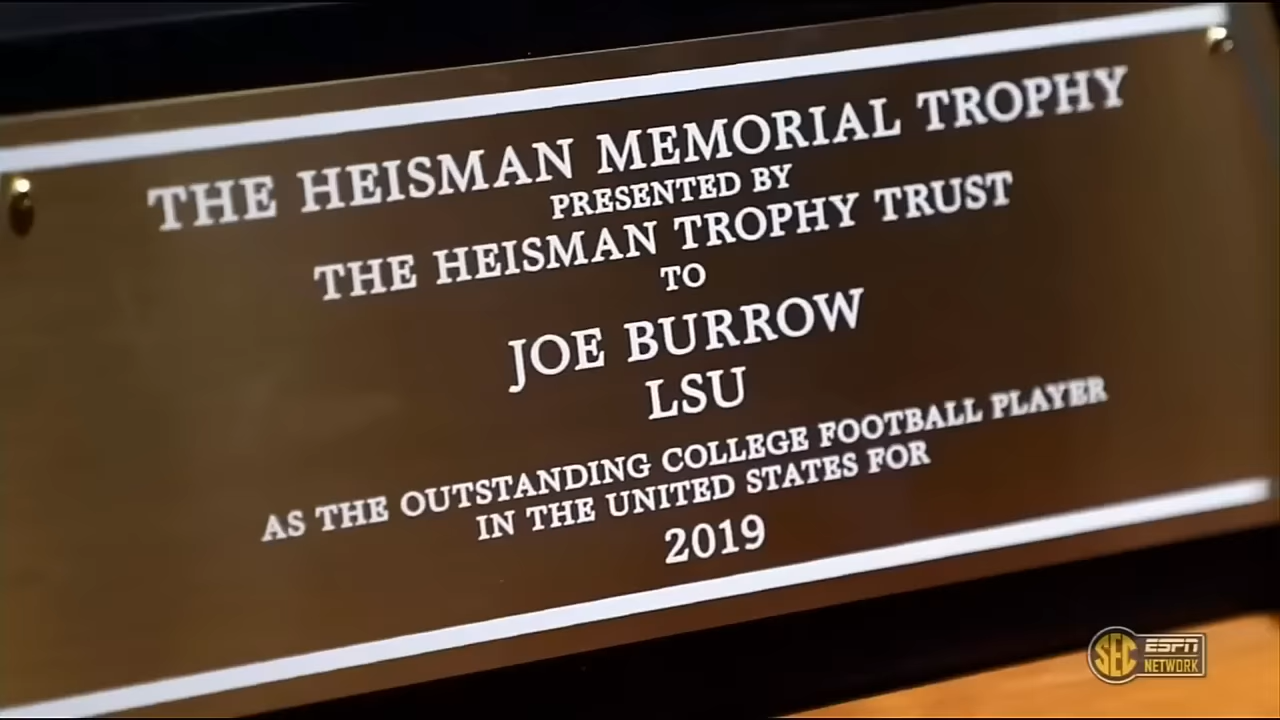 THE HEISMAN MEMORIAL TROPHY
PRESENTED BY
THE HEISMAN TROPHY TRUST
TO
JOE BURROW
LSU
AS THE OUTSTANDING COLLEGE FOOTBALL PLAYER
IN THE UNITED STATES FOR
2019
SEC ESPN
NETWORK